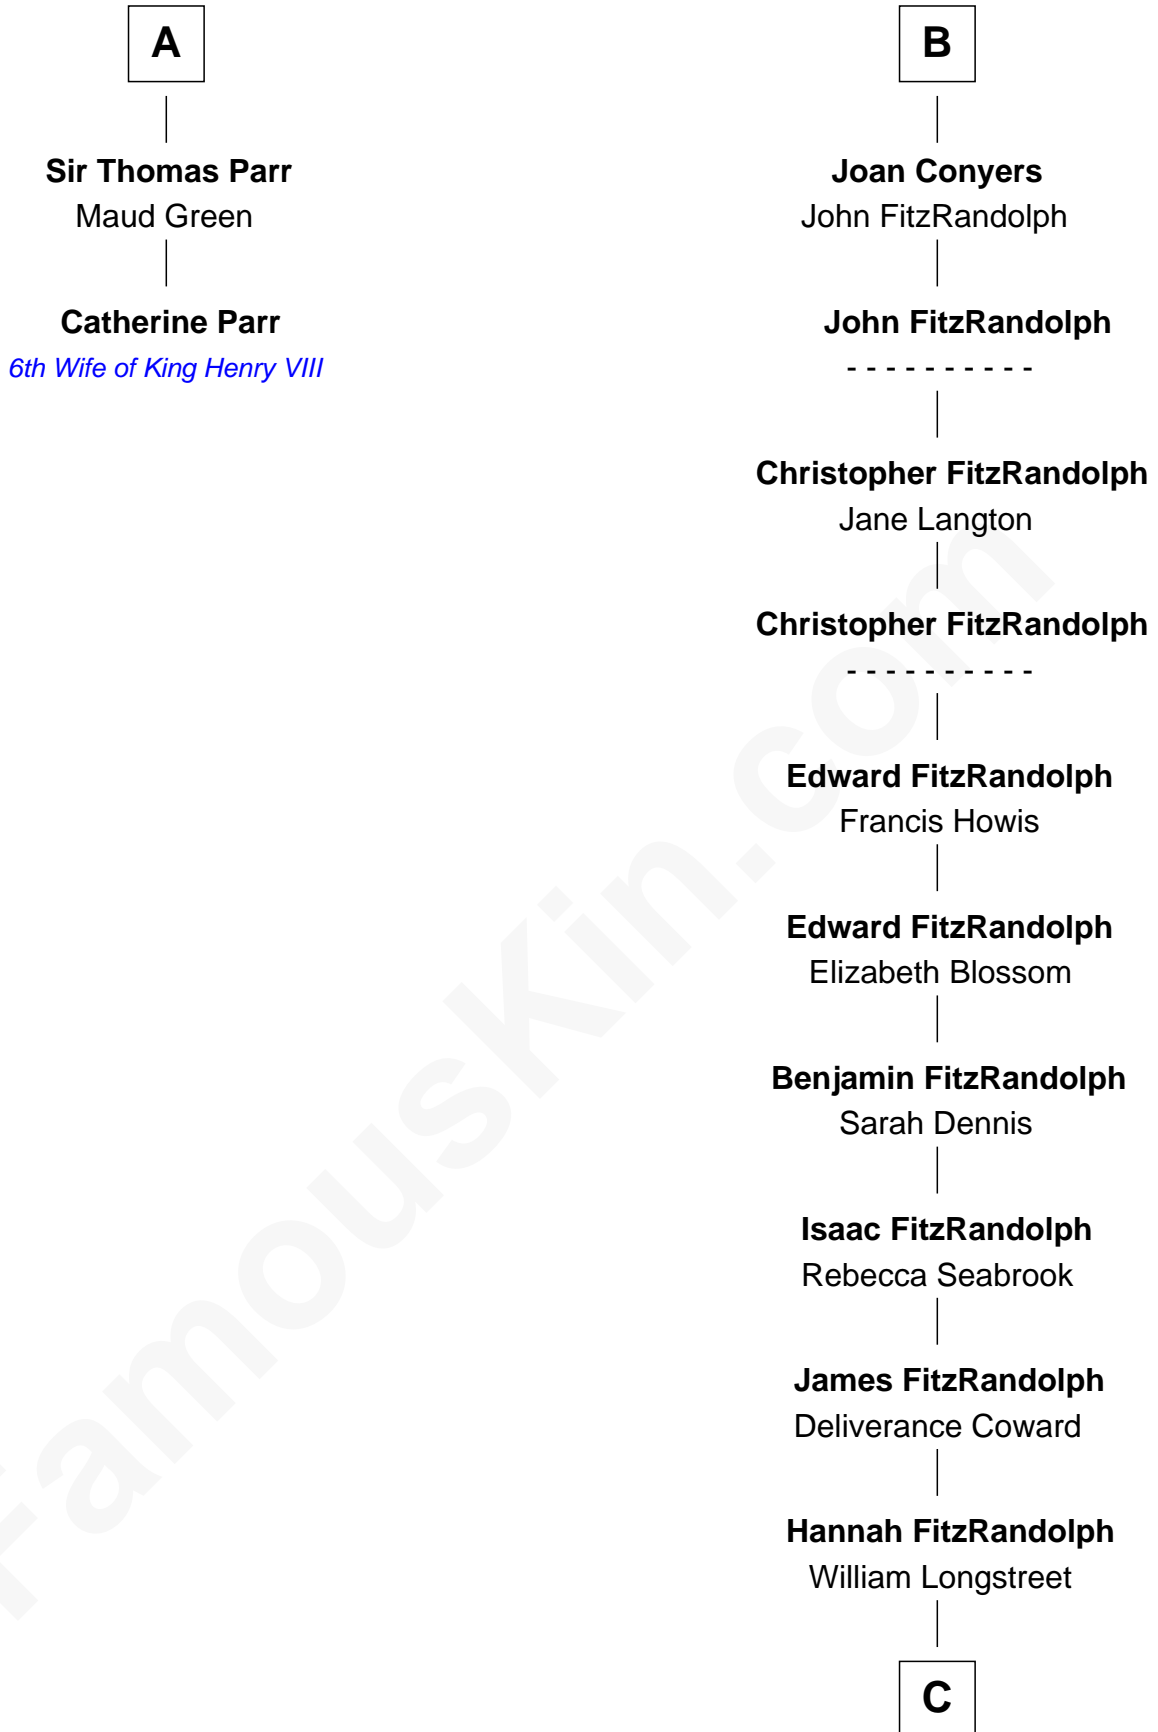 A
Sir Thomas Parr
Maud Green
Catherine Parr
6th Wife of King Henry VIII
B
Joan Conyers
John FitzRandolph
John FitzRandolph
- - - - - - - - - -
Christopher FitzRandolph
Jane Langton
Christopher FitzRandolph
- - - - - - - - - -
Edward FitzRandolph
Francis Howis
Edward FitzRandolph
Elizabeth Blossom
Benjamin FitzRandolph
Sarah Dennis
Isaac FitzRandolph
Rebecca Seabrook
James FitzRandolph
Deliverance Coward
Hannah FitzRandolph
William Longstreet
C
FamousKin.com